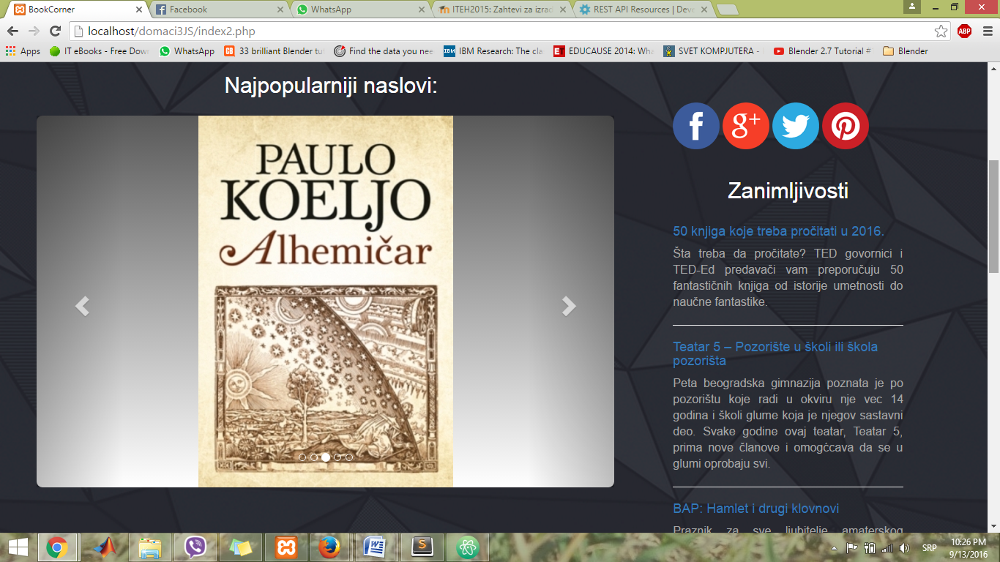 BookCorner
Facebook
WhatsApp
ITEH2015: Zahtevi za izrad
REST API Resources | Deve
localhost/domaci3JS/index2.php
ABP
Apps
IT eBooks - Free Dow
WhatsApp
33 brilliant Blender tu
Find the data you nee
IBM Research: The cla
EDUCAUSE 2014: Wha
SVET KOMPJUTERA -
Blender 2.7 Tutorial #
Blender
Najpopularniji naslovi:
PAULO
KOELJO
Alhemičar
Zanimljivosti
50 knjiga koje treba pročitati u 2016.
Šta treba da pročitate? TED govornici i
TED-Ed predavači vam preporučuju 50
fantastičnih knjiga od istorije umetnosti do
naučne fantastike.
Teatar 5 – Pozorište u školi ili škola
pozorišta
Peta beogradska gimnazija poznata je po
pozorištu koje radi u okviru nje vec 14
godina i školi glume koja je njegov sastavni
deo. Svake godine ovaj teatar, Teatar 5,
prima nove članove i omogćcava da se u
glumi oprobaju svi.
BAP: Hamlet i drugi klovnovi
Praznik za sve ljubitelje amaterskog
SRP
10:26 PM
9/13/2016